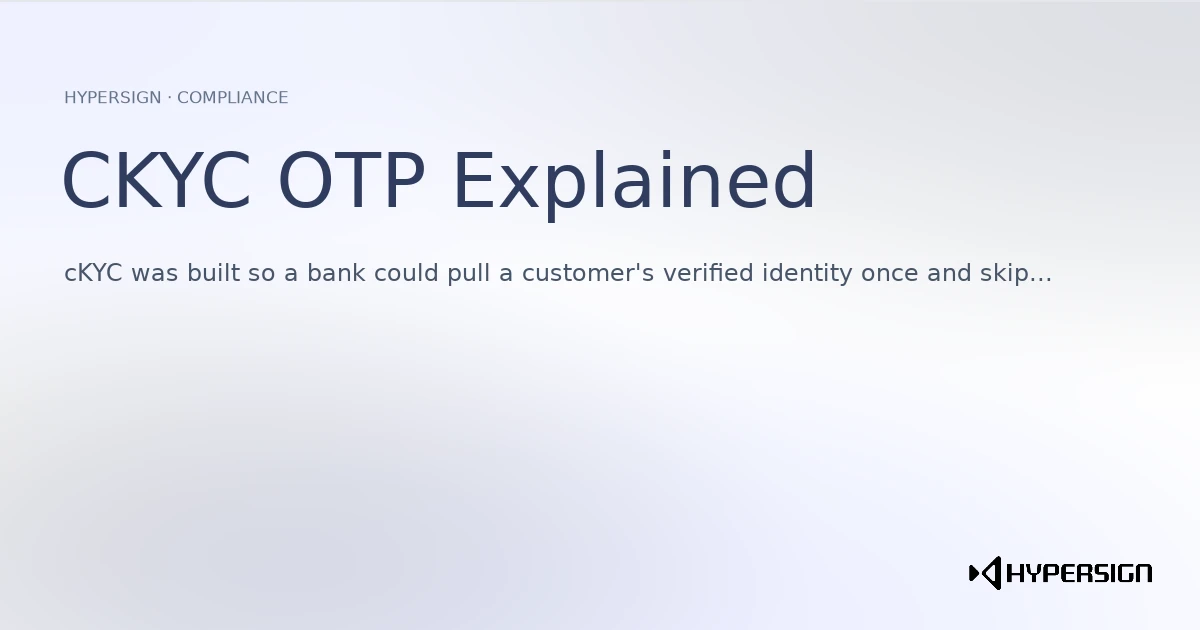 HYPERSIGN · COMPLIANCE
CKYC OTP Explained
cKYC was built so a bank could pull a customer's verified identity once and skip…
HYPERSIGN